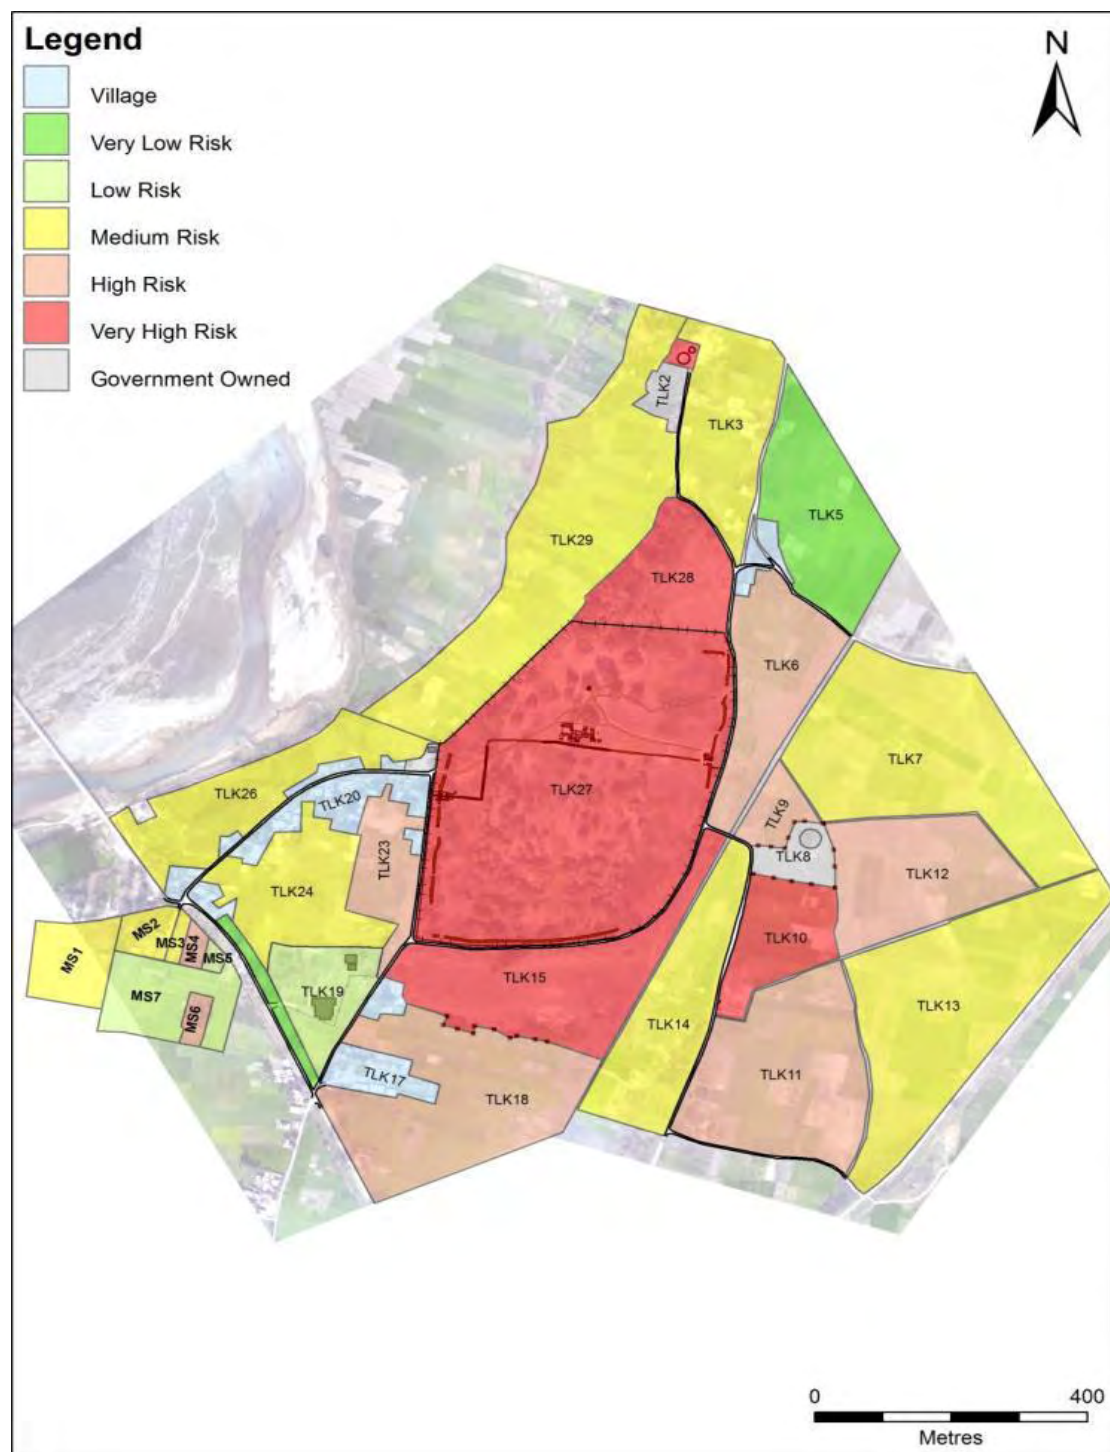 Legend
N
Village
Very Low Risk
Low Risk
Medium Risk
High Risk
Very High Risk
Government Owned
TLK2
TLK3
TLK5
TLK29
TLK28
TLK6
TLK7
TLK27
TLK26
TLK20
TLK9
TLK23
TLK8
TLK12
TLK24
MS2
MS3
MS4
MS5
MS1
TLK10
TLK15
TLK19
MS7
MS6
TLK13
TLK14
TLK17
TLK11
TLK18
0
400
Metres